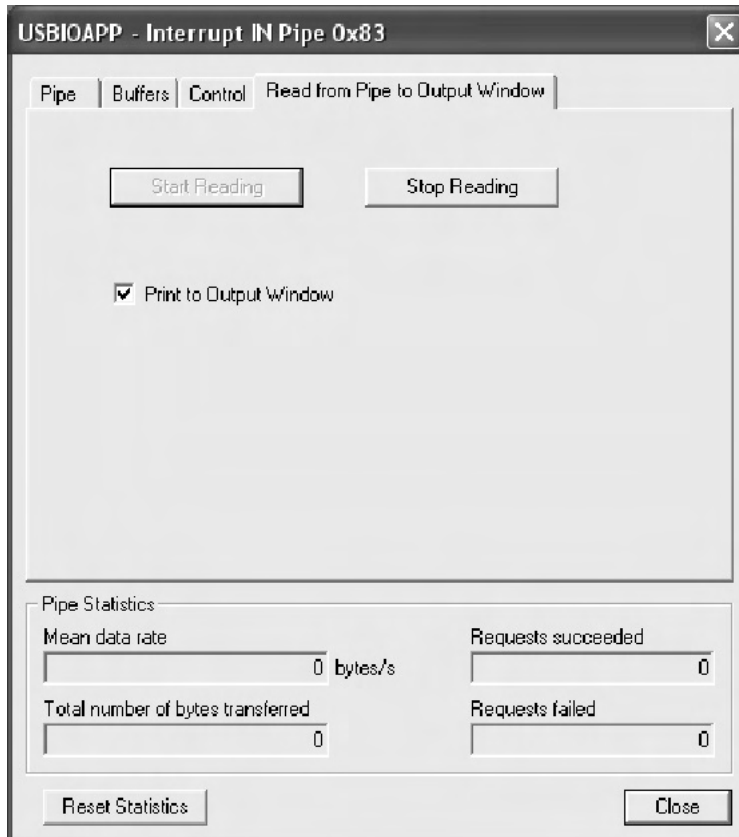 USBIOAPP - Interrupt IN Pipe 0x83
Pipe Buffers Control Read from Pipe to Output Window
Start Reading Stop Reading
Print to Output Window
Pipe Statistics
Mean data rate Requests succeeded
0 bytes/s 0
Total number of bytes transferred Requests failed
0 0
Reset Statistics Close